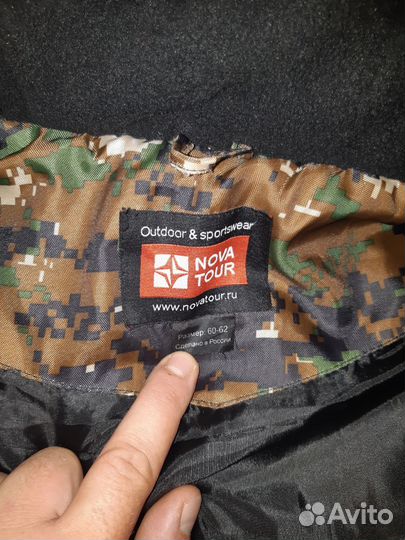 Outdoor & sportswear
NOVA
TOUR
www.novatour.ru
Размер: 60-62
Сделано в России
Avito